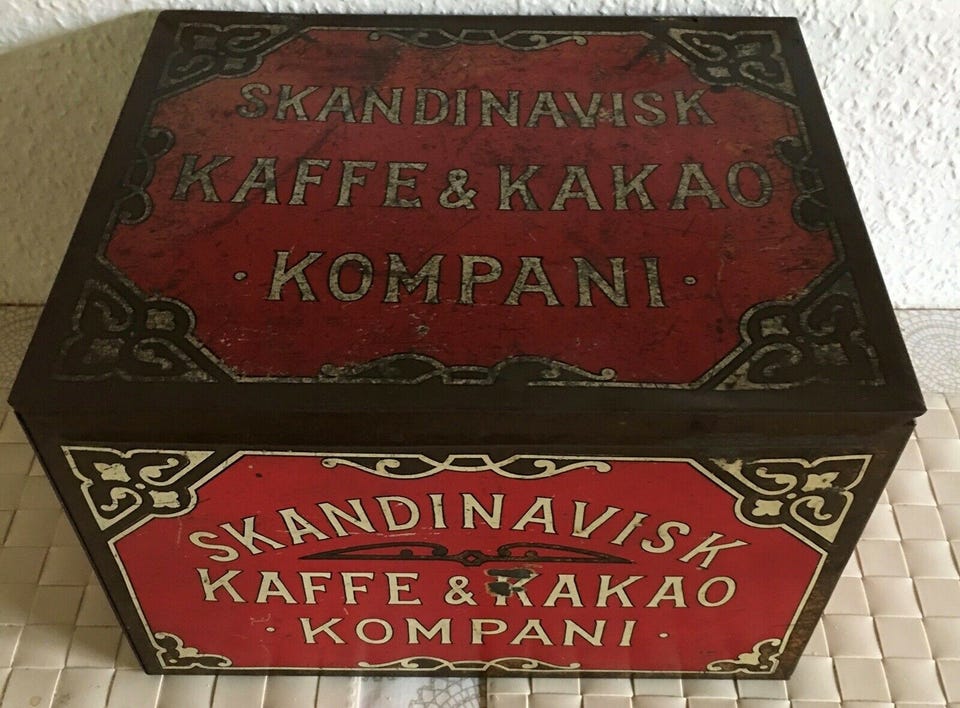 SKANDINAVISK
KAFFE & KAKAO
· KOMPANI ·
SKANDINAVISK
KAFFE & KAKAO
· KOMPANI ·